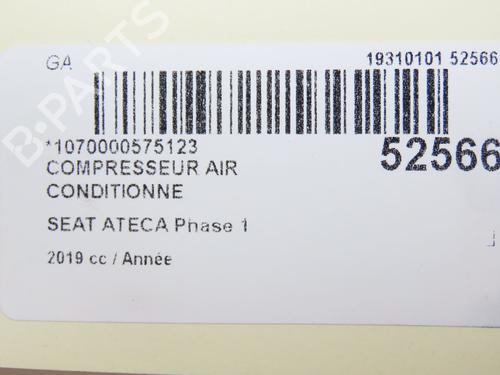 GA 19310101 52566
*1070000575123
52566
COMPRESSEUR AIR
CONDITIONNE
SEAT ATECA Phase 1
2019 cc / Année
B-PARTS